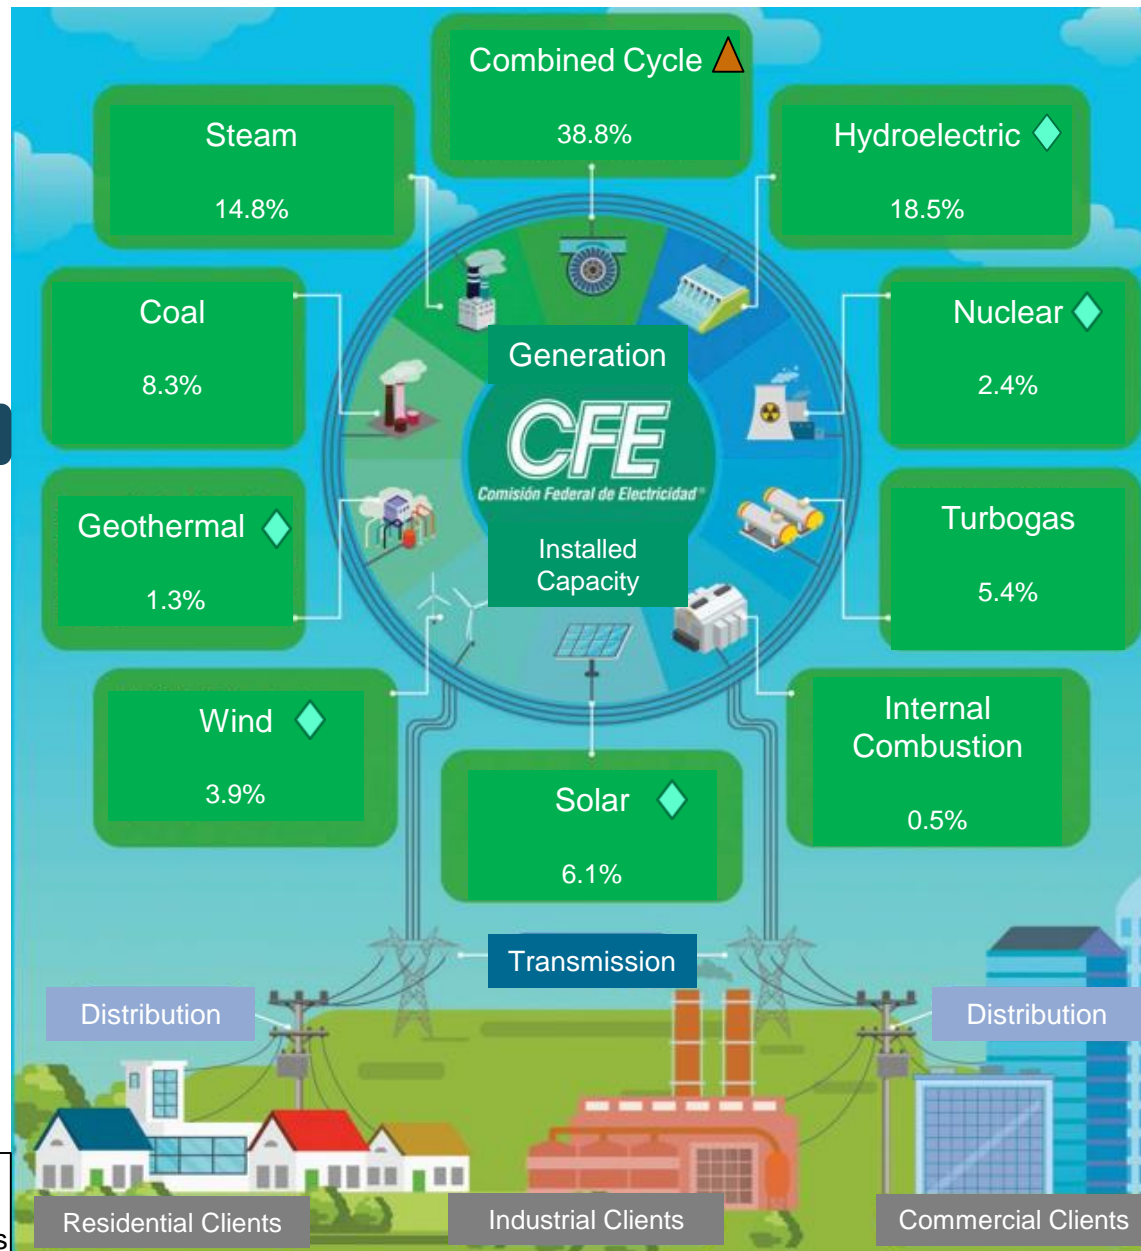 Combined Cycle
38.8%
Steam
14.8%
Hydroelectric
18.5%
Coal
8.3%
Nuclear
2.4%
Generation
CFE
Comisión Federal de Electricidad®
Installed
Capacity
Geothermal
1.3%
Turbogas
5.4%
Wind
3.9%
Solar
6.1%
Internal
Combustion
0.5%
Transmission
Distribution
Distribution
Residential Clients
Industrial Clients
Commercial Clients
s